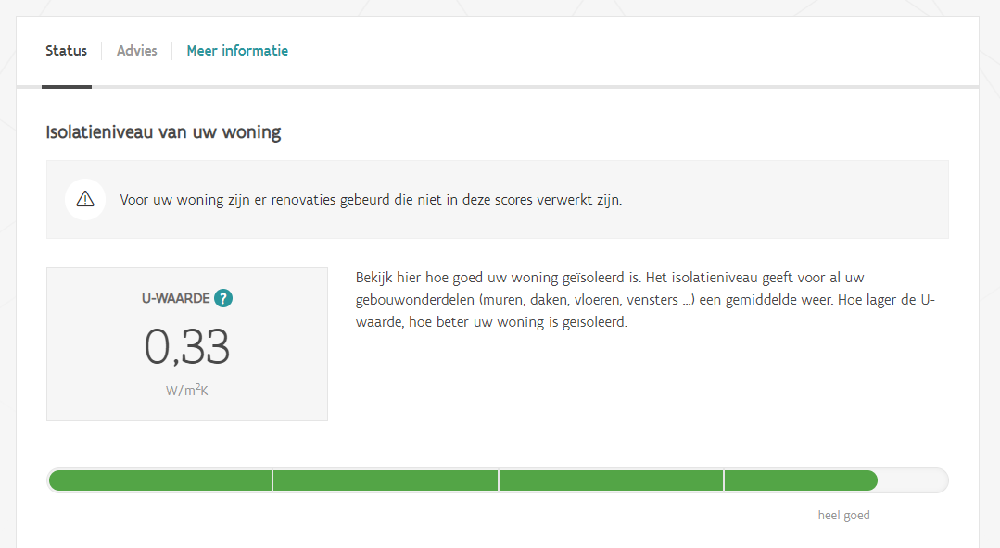 Status
Advies
Meer informatie
Isolatieniveau van uw woning
Voor uw woning zijn er renovaties gebeurd die niet in deze scores verwerkt zijn.
U-WAARDE ?
0,33
W/m²K
Bekijk hier hoe goed uw woning geïsoleerd is. Het isolatieniveau geeft voor al uw
gebouwonderdelen (muren, daken, vloeren, vensters ...) een gemiddelde weer. Hoe lager de U-
waarde, hoe beter uw woning is geïsoleerd.
heel goed